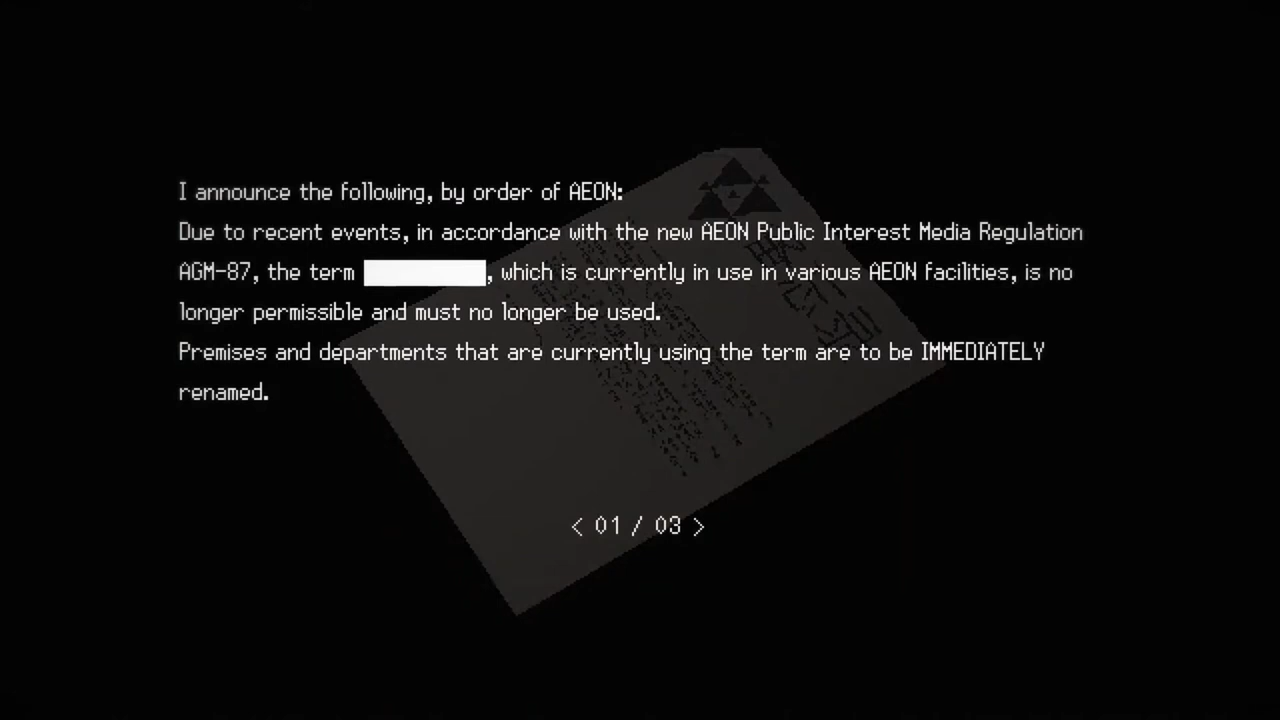 I announce the following, by order of AEON:
Due to recent events, in accordance with the new AEON Public Interest Media Regulation
AGM-87, the term , which is currently in use in various AEON facilities, is no
longer permissible and must no longer be used.
Premises and departments that are currently using the term are to be IMMEDIATELY
renamed.
< 01 / 03 >